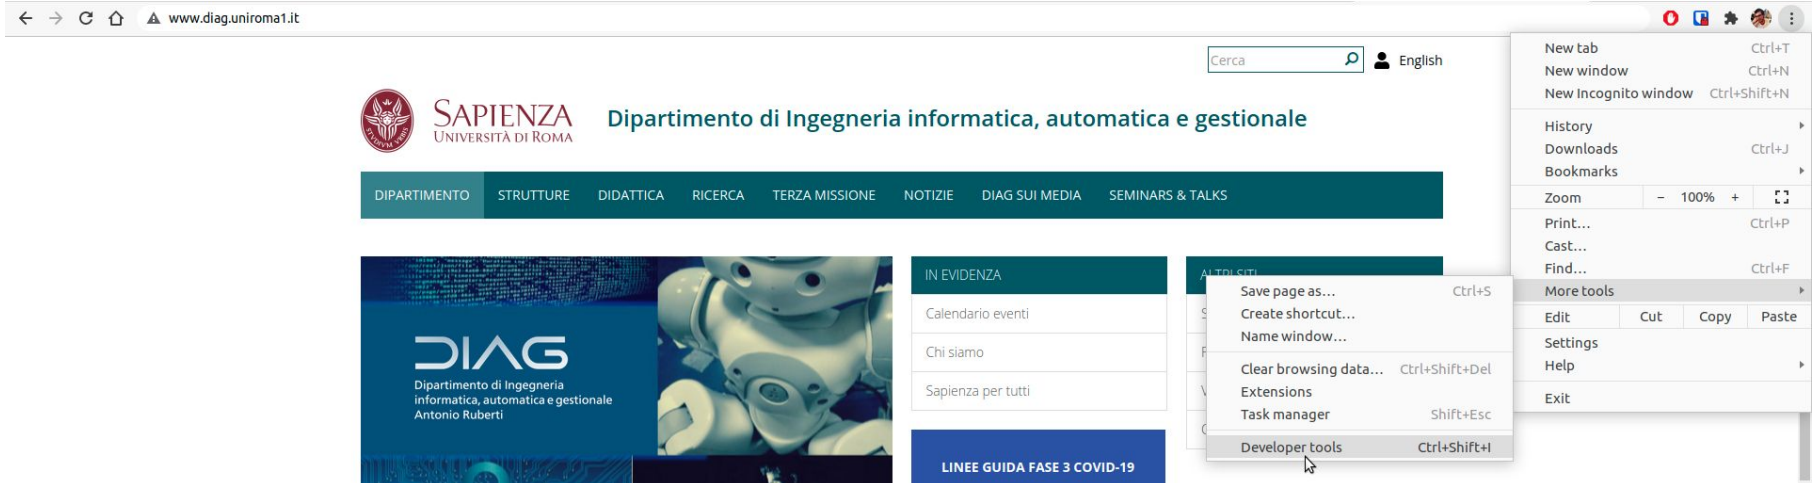 www.diag.uniroma1.it
Cerca
English
SAPIENZA
UNIVERSITÀ DI ROMA
Dipartimento di Ingegneria informatica, automatica e gestionale
DIPARTIMENTO STRUTTURE DIDATTICA RICERCA TERZA MISSIONE NOTIZIE DIAG SUI MEDIA SEMINARS & TALKS
DIAG
Dipartimento di Ingegneria
informatica, automatica e gestionale
Antonio Ruberti
IN EVIDENZA
Calendario eventi
Chi siamo
Sapienza per tutti
LINEE GUIDA FASE 3 COVID-19
ALTRI SITI
Save page as... Ctrl+S
Create shortcut...
Name window...
Clear browsing data... Ctrl+Shift+Del
Extensions
Task manager Shift+Esc
Developer tools Ctrl+Shift+I
New tab Ctrl+T
New window Ctrl+N
New Incognito window Ctrl+Shift+N
History
Downloads Ctrl+J
Bookmarks
Zoom – 100% +
Print... Ctrl+P
Cast...
Find... Ctrl+F
More tools
Edit Cut Copy Paste
Settings
Help
Exit